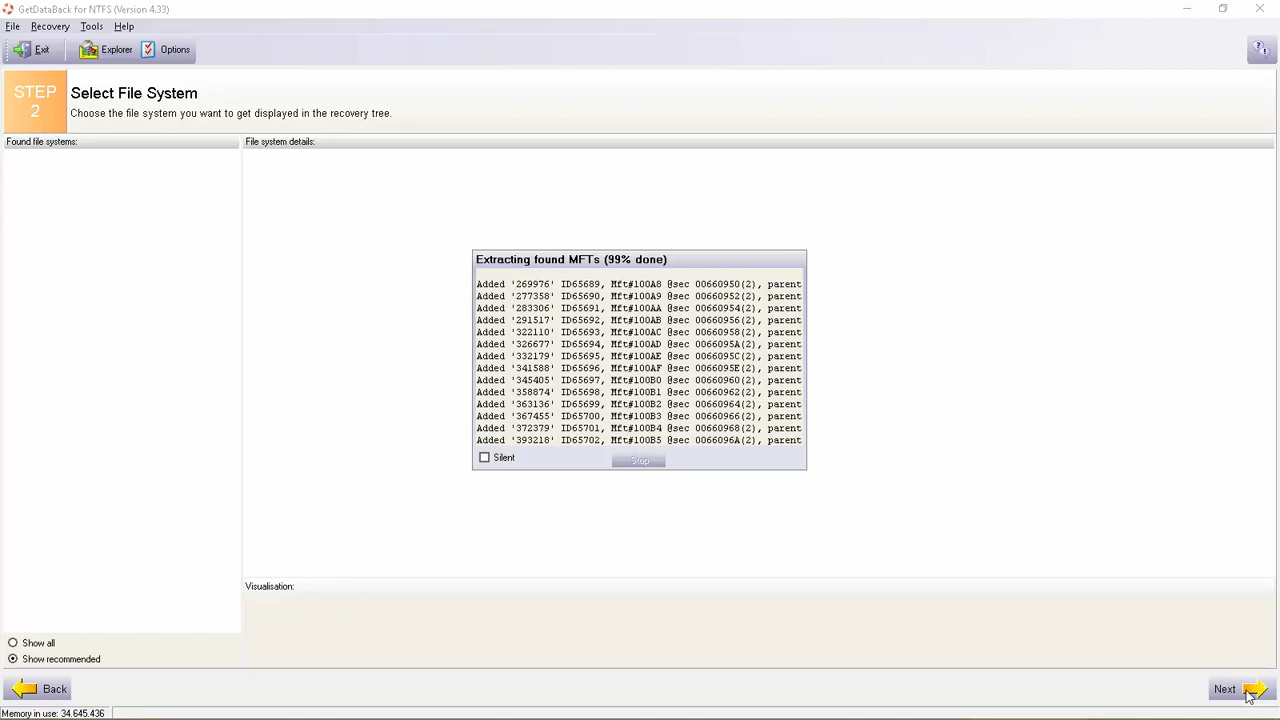 GetDataBack for NTFS (Version 4.33)
File Recovery Tools Help
Exit Explorer Options
STEP 2
Select File System
Choose the file system you want to get displayed in the recovery tree.
Found file systems:
File system details:
Extracting found MFTs (99% done)
Added '269976' ID65689, Mft#100A8 @sec 00660950(2), parent
Added '277358' ID65690, Mft#100A9 @sec 00660952(2), parent
Added '283306' ID65691, Mft#100AA @sec 00660954(2), parent
Added '291517' ID65692, Mft#100AB @sec 00660956(2), parent
Added '322110' ID65693, Mft#100AC @sec 00660958(2), parent
Added '326677' ID65694, Mft#100AD @sec 0066095A(2), parent
Added '332179' ID65695, Mft#100AE @sec 0066095C(2), parent
Added '341588' ID65696, Mft#100AF @sec 0066095E(2), parent
Added '345405' ID65697, Mft#100B0 @sec 00660960(2), parent
Added '358874' ID65698, Mft#100B1 @sec 00660962(2), parent
Added '363136' ID65699, Mft#100B2 @sec 00660964(2), parent
Added '367455' ID65700, Mft#100B3 @sec 00660966(2), parent
Added '372379' ID65701, Mft#100B4 @sec 00660968(2), parent
Added '393218' ID65702, Mft#100B5 @sec 0066096A(2), parent
Silent
Stop
Visualisation:
Show all
Show recommended
Back
Next
Memory in use: 34.645.436